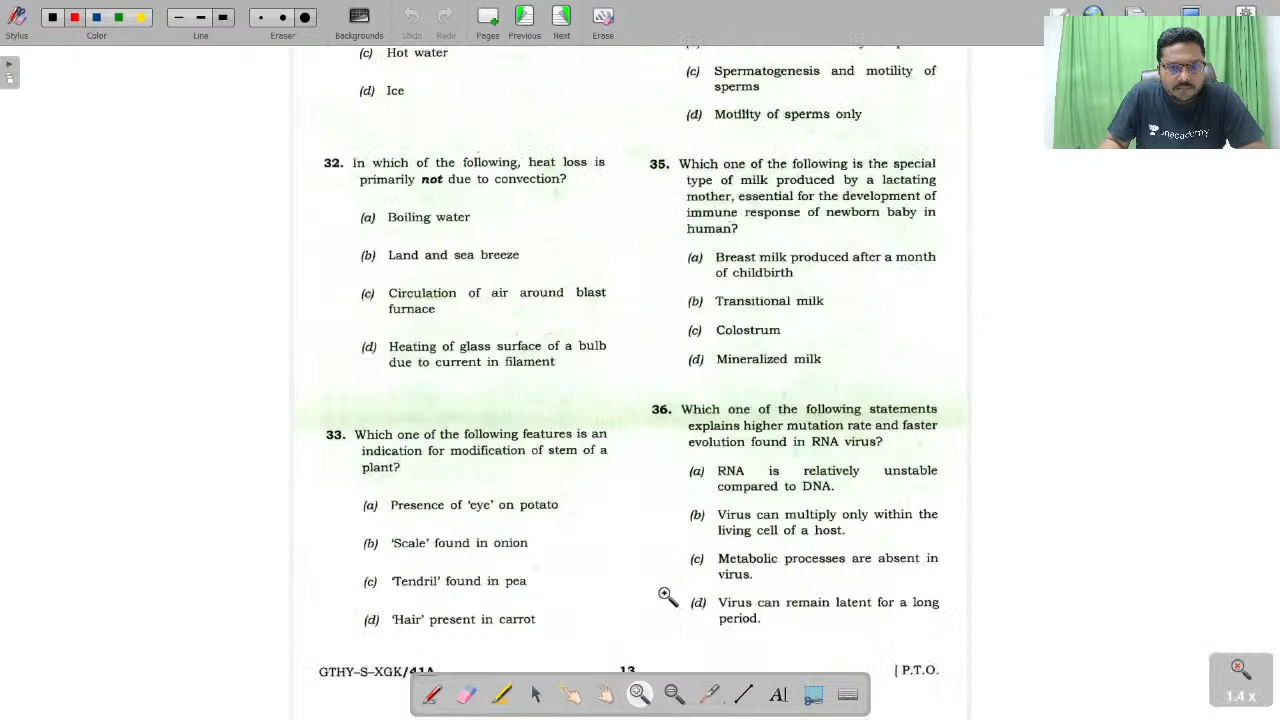 Stylus
Color
Line
Eraser
Backgrounds
Undo
Redo
Pages
Previous
Next
Erase
unacademy
(c) Hot water
(d) Ice
32. In which of the following, heat loss is
primarily not due to convection?
(a) Boiling water
(b) Land and sea breeze
(c) Circulation of air around blast
furnace
(d) Heating of glass surface of a bulb
due to current in filament
33. Which one of the following features is an
indication for modification of stem of a
plant?
(a) Presence of ‘eye’ on potato
(b) ‘Scale’ found in onion
(c) ‘Tendril’ found in pea
(d) ‘Hair’ present in carrot
(c) Spermatogenesis and motility of
sperms
(d) Motility of sperms only
35. Which one of the following is the special
type of milk produced by a lactating
mother, essential for the development of
immune response of newborn baby in
human?
(a) Breast milk produced after a month
of childbirth
(b) Transitional milk
(c) Colostrum
(d) Mineralized milk
36. Which one of the following statements
explains higher mutation rate and faster
evolution found in RNA virus?
(a) RNA is relatively unstable
compared to DNA.
(b) Virus can multiply only within the
living cell of a host.
(c) Metabolic processes are absent in
virus.
(d) Virus can remain latent for a long
period.
GTHY–S–XGK/41A
13
[ P.T.O.
1.4 x